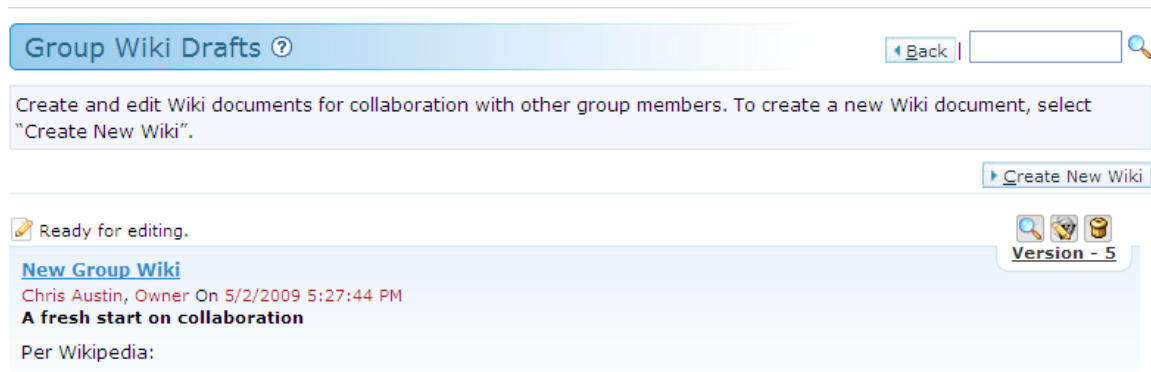 Group Wiki Drafts ?
Back |
Create and edit Wiki documents for collaboration with other group members. To create a new Wiki document, select
“Create New Wiki”.
Create New Wiki
Ready for editing.
Version - 5
New Group Wiki
Chris Austin, Owner On 5/2/2009 5:27:44 PM
A fresh start on collaboration
Per Wikipedia: